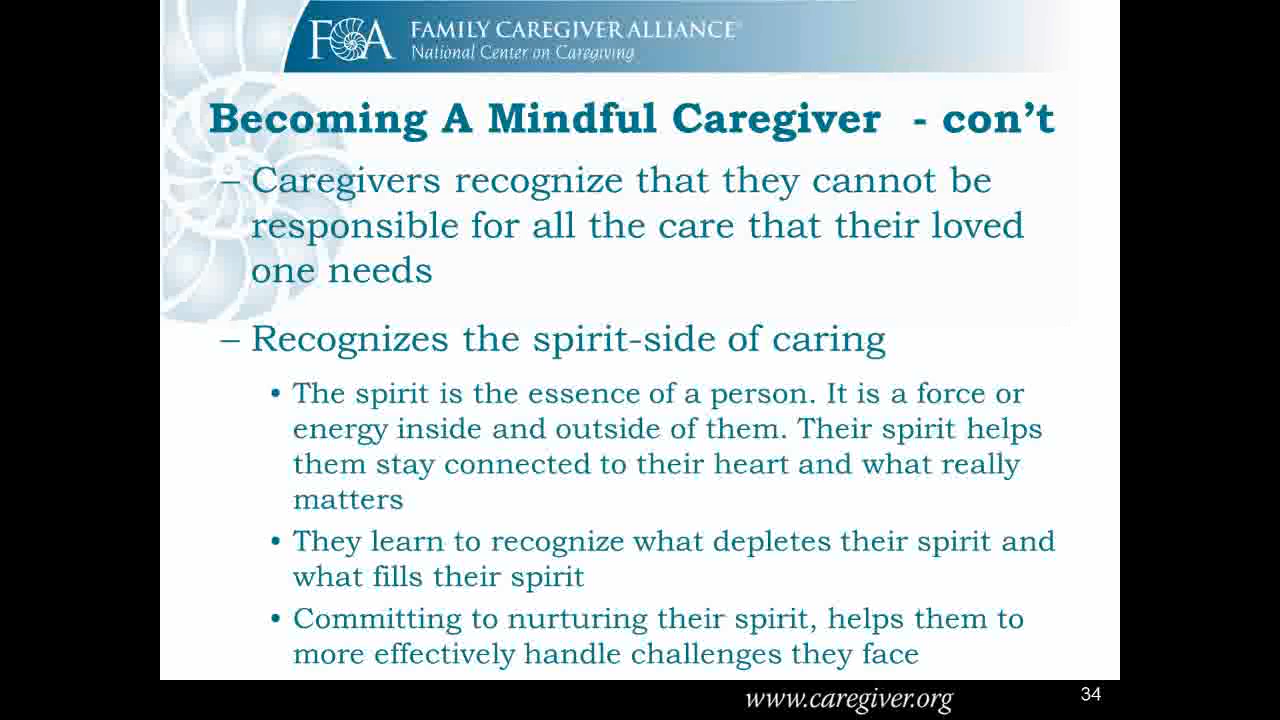 FCA FAMILY CAREGIVER ALLIANCE®
National Center on Caregiving
Becoming A Mindful Caregiver - con't
– Caregivers recognize that they cannot be
responsible for all the care that their loved
one needs
– Recognizes the spirit-side of caring
• The spirit is the essence of a person. It is a force or
energy inside and outside of them. Their spirit helps
them stay connected to their heart and what really
matters
• They learn to recognize what depletes their spirit and
what fills their spirit
• Committing to nurturing their spirit, helps them to
more effectively handle challenges they face
www.caregiver.org
34